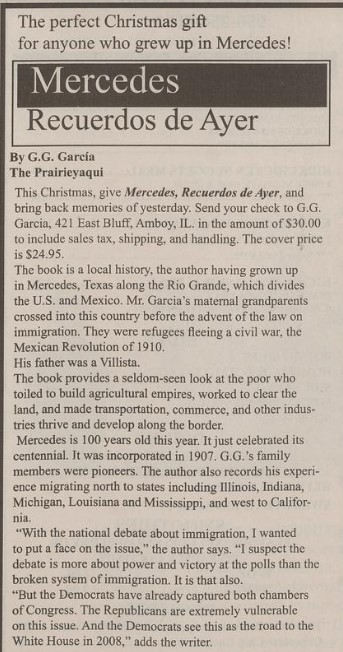 The perfect Christmas gift
for anyone who grew up in Mercedes!
Mercedes
Recuerdos de Ayer
By G.G. García
The Prairieyaqui
This Christmas, give Mercedes, Recuerdos de Ayer, and
bring back memories of yesterday. Send your check to G.G.
Garcia, 421 East Bluff, Amboy, IL. in the amount of $30.00
to include sales tax, shipping, and handling. The cover price
is $24.95.
The book is a local history, the author having grown up
in Mercedes, Texas along the Rio Grande, which divides
the U.S. and Mexico. Mr. Garcia's maternal grandparents
crossed into this country before the advent of the law on
immigration. They were refugees fleeing a civil war, the
Mexican Revolution of 1910.
His father was a Villista.
The book provides a seldom-seen look at the poor who
toiled to build agricultural empires, worked to clear the
land, and made transportation, commerce, and other indus-
tries thrive and develop along the border.
Mercedes is 100 years old this year. It just celebrated its
centennial. It was incorporated in 1907. G.G.'s family
members were pioneers. The author also records his experi-
ence migrating north to states including Illinois, Indiana,
Michigan, Louisiana and Mississippi, and west to Califor-
nia.
"With the national debate about immigration, I wanted
to put a face on the issue," the author says. "I suspect the
debate is more about power and victory at the polls than the
broken system of immigration. It is that also.
"But the Democrats have already captured both chambers
of Congress. The Republicans are extremely vulnerable
on this issue. And the Democrats see this as the road to the
White House in 2008," adds the writer.